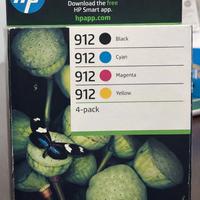 hp
Download the free
HP Smart app.
hpapp.com
912 Black
912 Cyan
912 Magenta
912 Yellow
4-pack